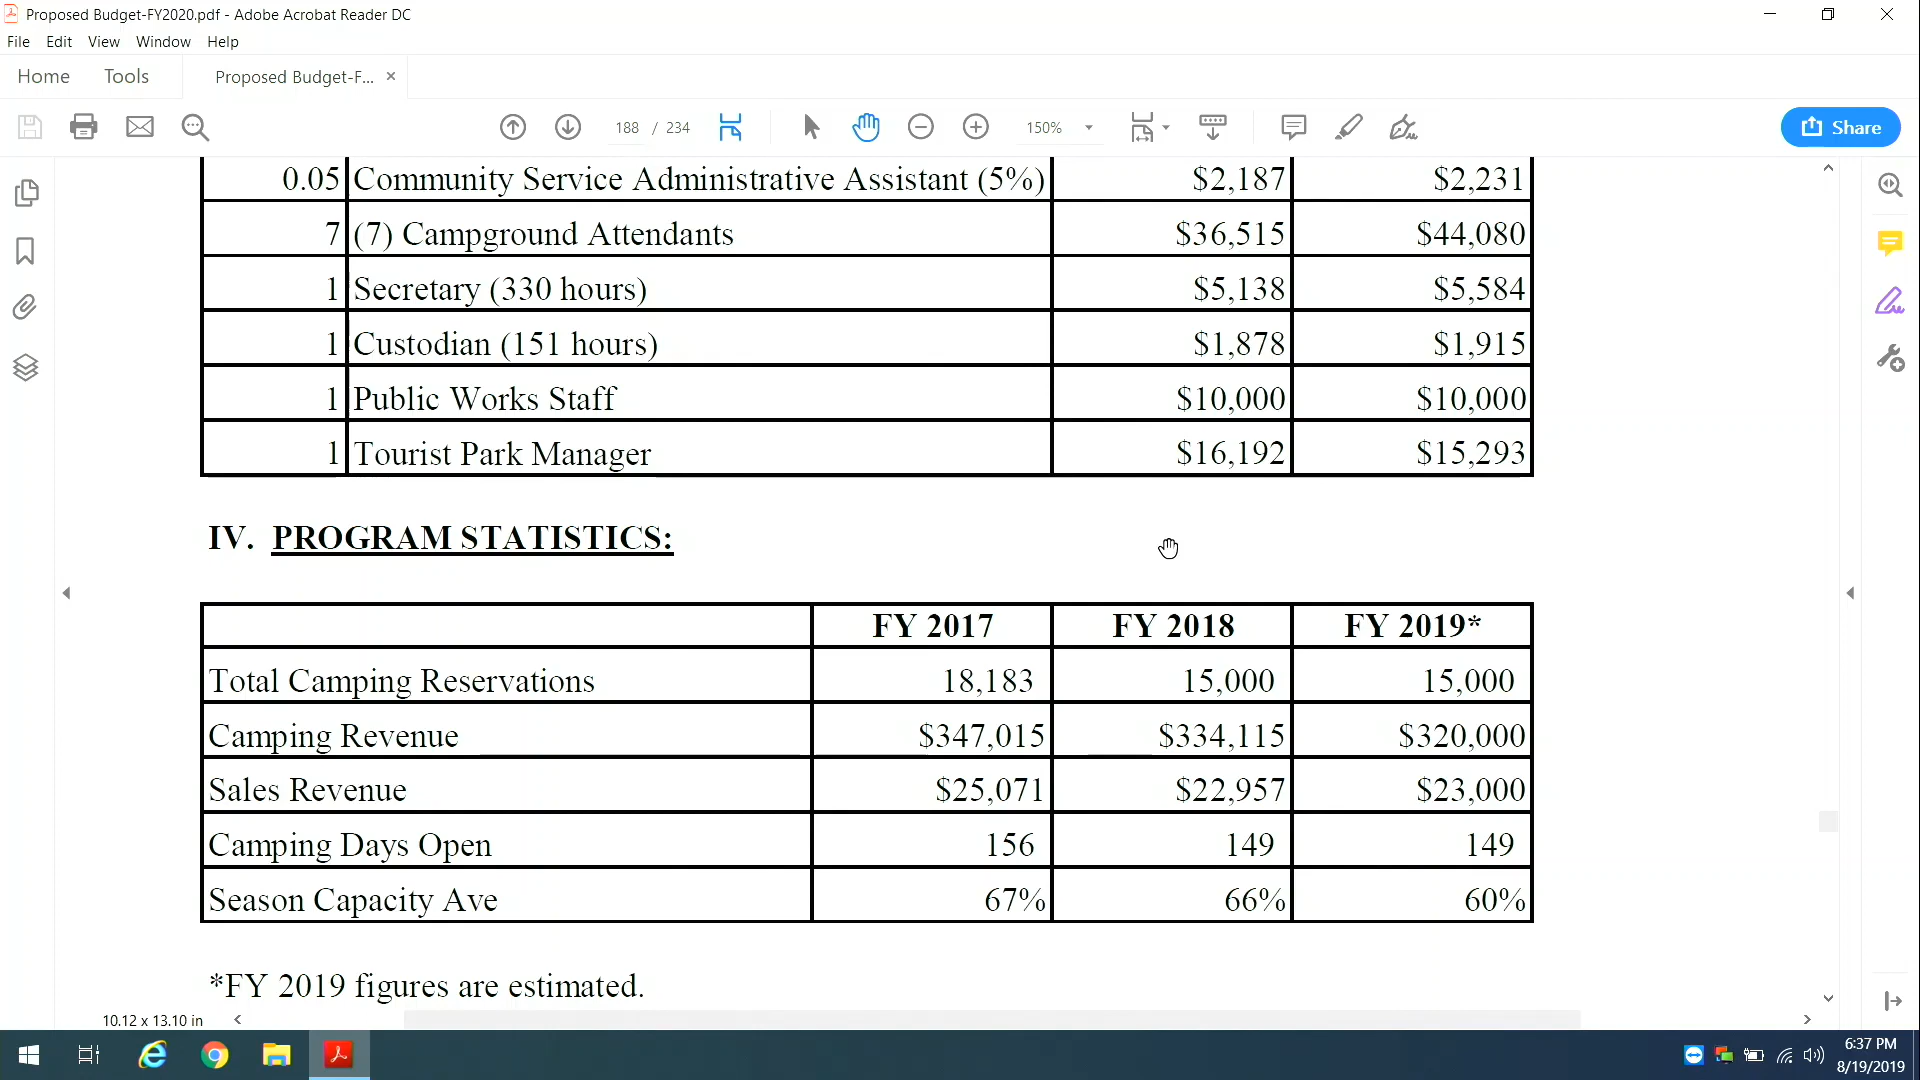 Proposed Budget-FY2020.pdf - Adobe Acrobat Reader DC
File Edit View Window Help
Home Tools Proposed Budget-F... ×
188 / 234 150% Share
0.05 Community Service Administrative Assistant (5%) $2,187 $2,231
7 (7) Campground Attendants $36,515 $44,080
1 Secretary (330 hours) $5,138 $5,584
1 Custodian (151 hours) $1,878 $1,915
1 Public Works Staff $10,000 $10,000
1 Tourist Park Manager $16,192 $15,293
IV. PROGRAM STATISTICS:
FY 2017 FY 2018 FY 2019*
Total Camping Reservations 18,183 15,000 15,000
Camping Revenue $347,015 $334,115 $320,000
Sales Revenue $25,071 $22,957 $23,000
Camping Days Open 156 149 149
Season Capacity Ave 67% 66% 60%
*FY 2019 figures are estimated.
10.12 x 13.10 in
6:37 PM
8/19/2019